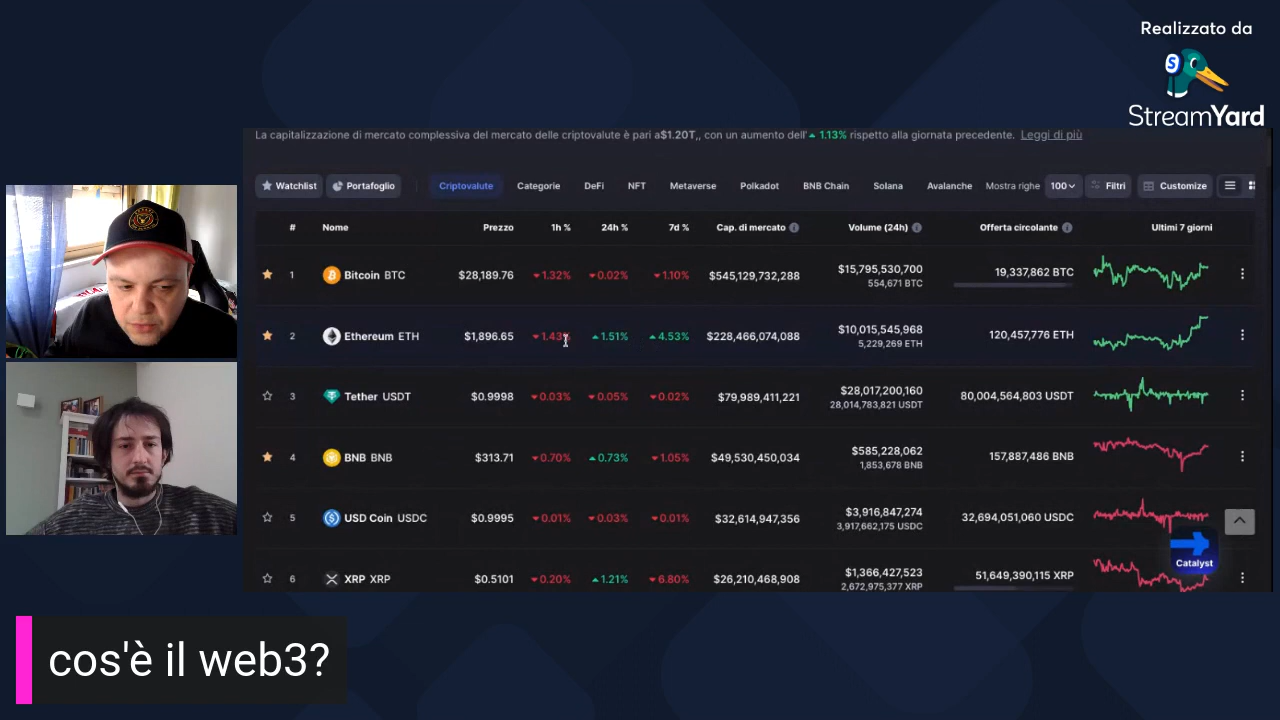 Realizzato da
StreamYard
La capitalizzazione di mercato complessiva del mercato delle criptovalute è pari a$1.20T,, con un aumento dell' 1.13% rispetto alla giornata precedente. Leggi di più
Watchlist Portafoglio Criptovalute Categorie DeFi NFT Metaverse Polkadot BNB Chain Solana Avalanche Mostra righe 100 Filtri Customize
# Nome Prezzo 1h % 24h % 7d % Cap. di mercato Volume (24h) Offerta circolante Ultimi 7 giorni
1 Bitcoin BTC $28,189.76 1.32% 0.02% 1.10% $545,129,732,288 $15,795,530,700 19,337,862 BTC
554,671 BTC
2 Ethereum ETH $1,896.65 1.43% 1.51% 4.53% $228,466,074,088 $10,015,545,968 120,457,776 ETH
5,229,269 ETH
3 Tether USDT $0.9998 0.03% 0.05% 0.02% $79,989,411,221 $28,017,200,160 80,004,564,803 USDT
28,014,783,821 USDT
4 BNB BNB $313.71 0.70% 0.73% 1.05% $49,530,450,034 $585,228,062 157,887,486 BNB
1,853,678 BNB
5 USD Coin USDC $0.9995 0.01% 0.03% 0.01% $32,614,947,356 $3,916,847,274 32,694,051,060 USDC
3,917,662,175 USDC
Catalyst
6 XRP XRP $0.5101 0.20% 1.21% 6.80% $26,210,468,908 $1,366,427,523 51,649,390,115 XRP
2,672,975,377 XRP
cos'è il web3?